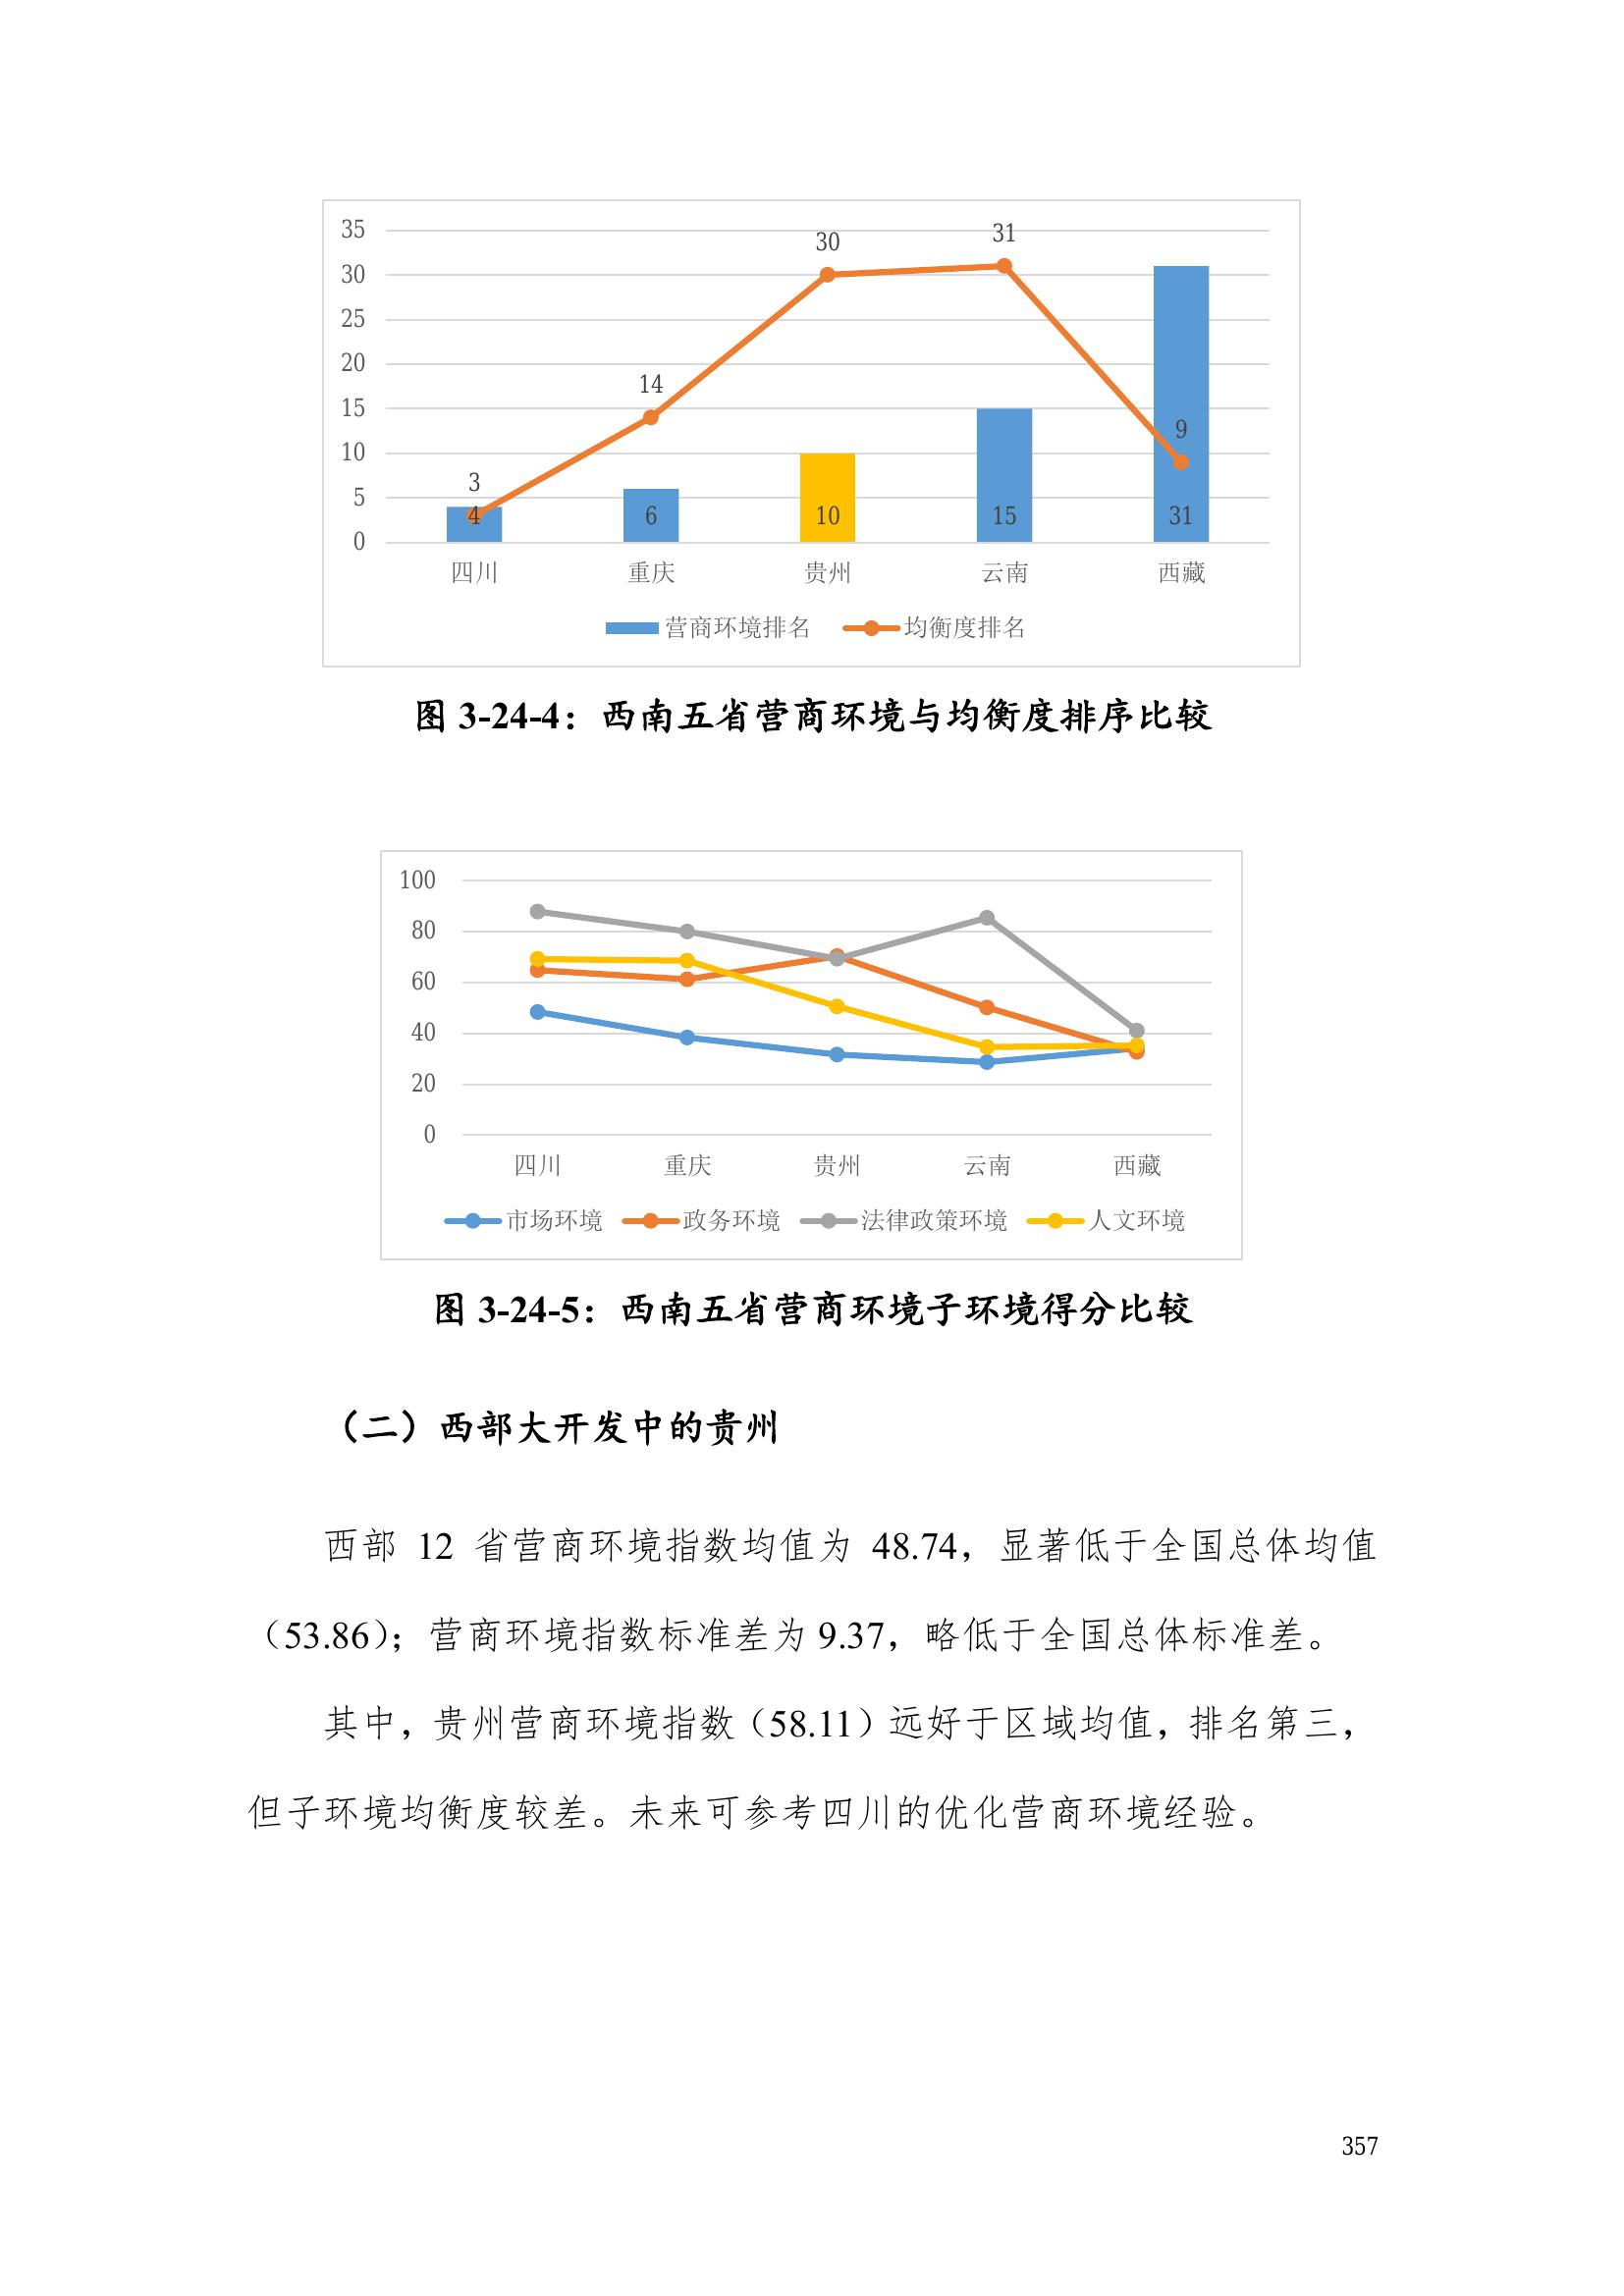 35
30
25
20
15
10
5
0
30
31
14
9
3
4
6
10
15
31
四川
重庆
贵州
云南
西藏
营商环境排名
均衡度排名
图 3-24-4：西南五省营商环境与均衡度排序比较
100
80
60
40
20
0
四川
重庆
贵州
云南
西藏
市场环境
政务环境
法律政策环境
人文环境
图 3-24-5：西南五省营商环境子环境得分比较
（二）西部大开发中的贵州
西部 12 省营商环境指数均值为 48.74，显著低于全国总体均值
（53.86）；营商环境指数标准差为 9.37，略低于全国总体标准差。
其中，贵州营商环境指数（58.11）远好于区域均值，排名第三，
但子环境均衡度较差。未来可参考四川的优化营商环境经验。
357